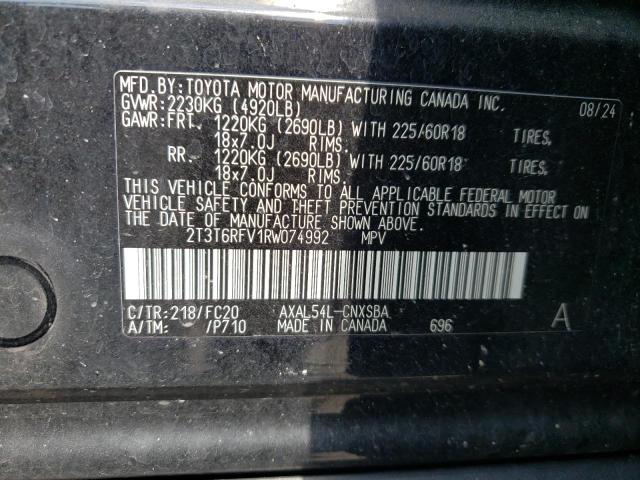 MFD.BY:TOYOTA MOTOR MANUFACTURING CANADA INC. 08/24
GVWR:2230KG (4920LB)
GAWR:FRT. 1220KG (2690LB) WITH 225/60R18 TIRES,
18x7.0J RIMS.
RR. 1220KG (2690LB) WITH 225/60R18 TIRES,
18x7.0J RIMS.
THIS VEHICLE CONFORMS TO ALL APPLICABLE FEDERAL MOTOR
VEHICLE SAFETY AND THEFT PREVENTION STANDARDS IN EFFECT ON
THE DATE OF MANUFACTURE SHOWN ABOVE.
2T3T6RFV1RW074992 MPV
C/TR:218/FC20 AXAL54L-CNXSBA A
A/TM: /P710 MADE IN CANADA 696